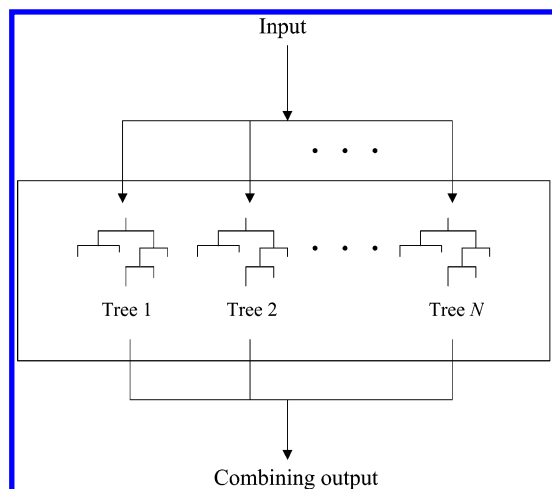 Input
• • •
• • •
Tree 1
Tree 2
Tree N
Combining output